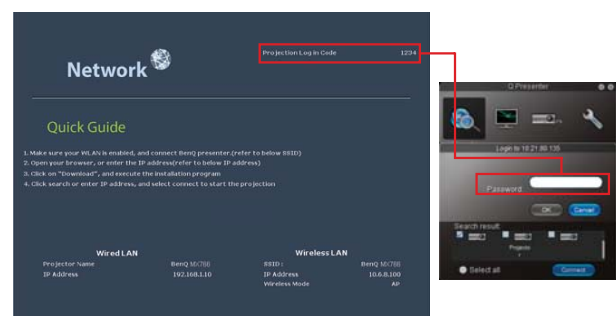 Projection Log in Code 1234
Network
Quick Guide
1. Make sure your WLAN is enabled, and connect BenQ presenter.(refer to below SSID)
2. Open your browser, or enter the IP address(refer to below IP address)
3. Click on "Download", and execute the installation program
4. Click search or enter IP address, and select connect to start the projection
Wired LAN
Projector Name BenQ MX766
IP Address 192.168.1.10
Wireless LAN
SSID : BenQ MX766
IP Address 10.6.8.100
Wireless Mode AP
Q Presenter
Login to 10.21.80.135
Password
OK Cancel
Search result
Projecto
r
Select all Connect